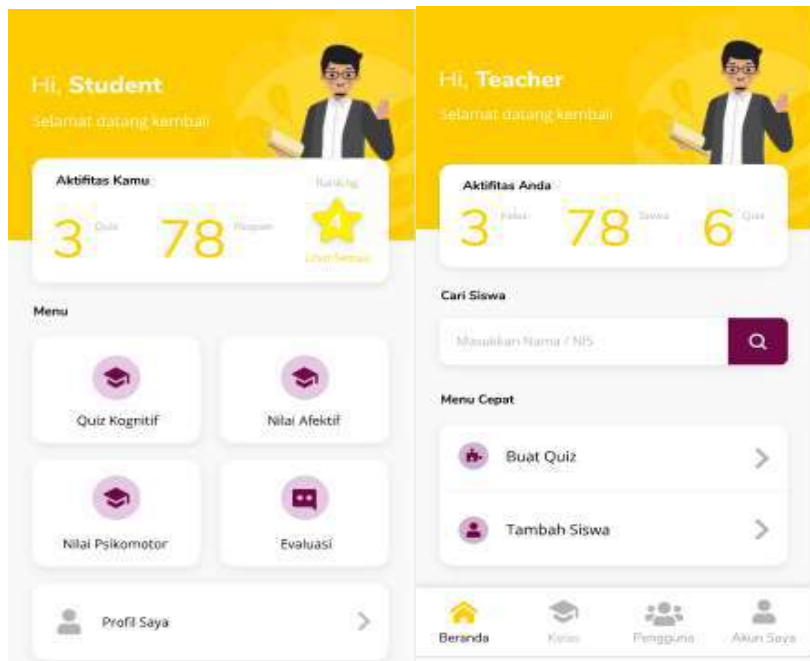 Hi, Student
Selamat datang kembali
Aktifitas Kamu
Ranking
3 Quiz 78 4
Lihat Semua
Menu
Quiz Kognitif
Nilai Afektif
Nilai Psikomotor
Evaluasi
Profil Saya
Hi, Teacher
Selamat datang kembali
Aktifitas Anda
3 Kelas 78 Siswa 6 Quiz
Cari Siswa
Masukkan Nama / NIS
Menu Cepat
Buat Quiz
Tambah Siswa
Beranda Kelas Pengguna Akun Saya